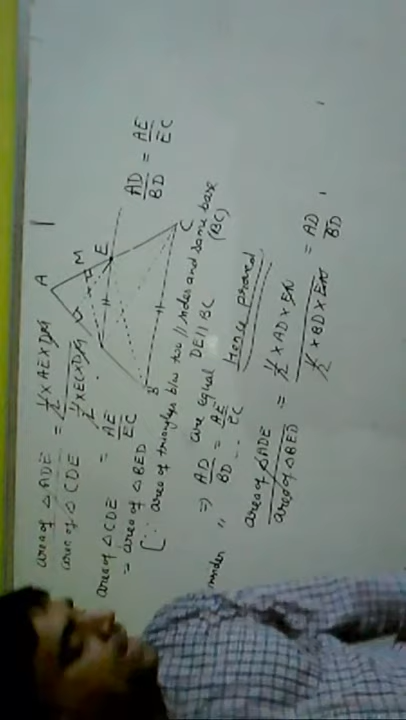 area of △ADE / area of △CDE = ½ × AE × DM / ½ × EC × DM
area of △CDE = AE / EC
= area of △BED
[∵ area of triangles b/w two // sides and same base (BC)
⇒ AD / BD = AE / EC
are equal DE // BC
Hence proved
area of △ADE / area of △BED = ½ × AD × EN / ½ × BD × EN = AD / BD
AD / BD = AE / EC
A
M
E
B
C